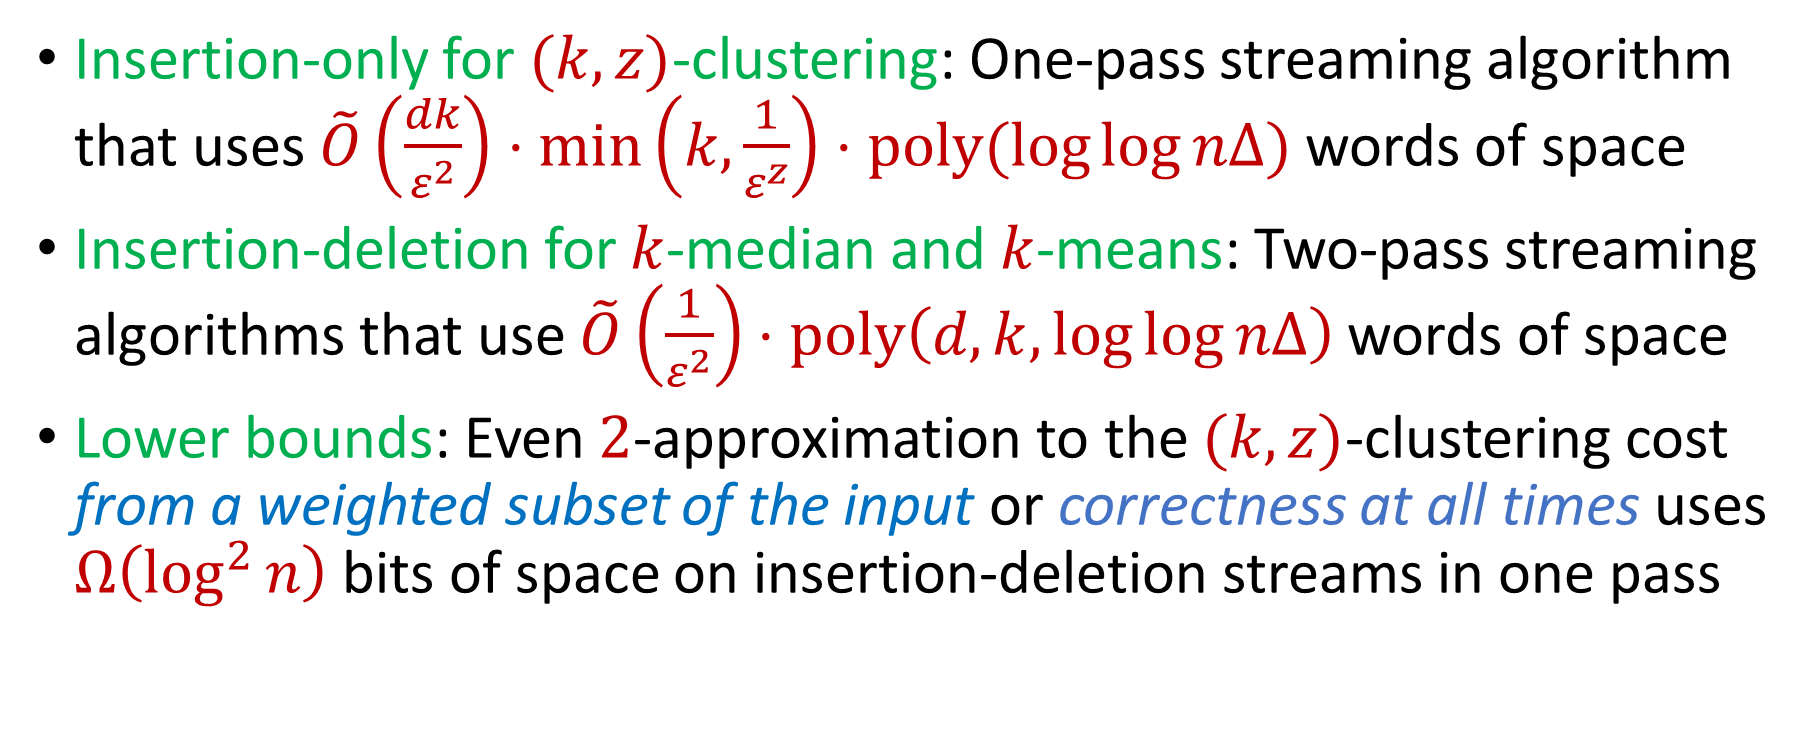 • Insertion-only for (k, z)-clustering: One-pass streaming algorithm
that uses Õ(dk/ε²) · min(k, 1/εᶻ) · poly(log log nΔ) words of space
• Insertion-deletion for k-median and k-means: Two-pass streaming
algorithms that use Õ(1/ε²) · poly(d, k, log log nΔ) words of space
• Lower bounds: Even 2-approximation to the (k, z)-clustering cost
from a weighted subset of the input or correctness at all times uses
Ω(log² n) bits of space on insertion-deletion streams in one pass